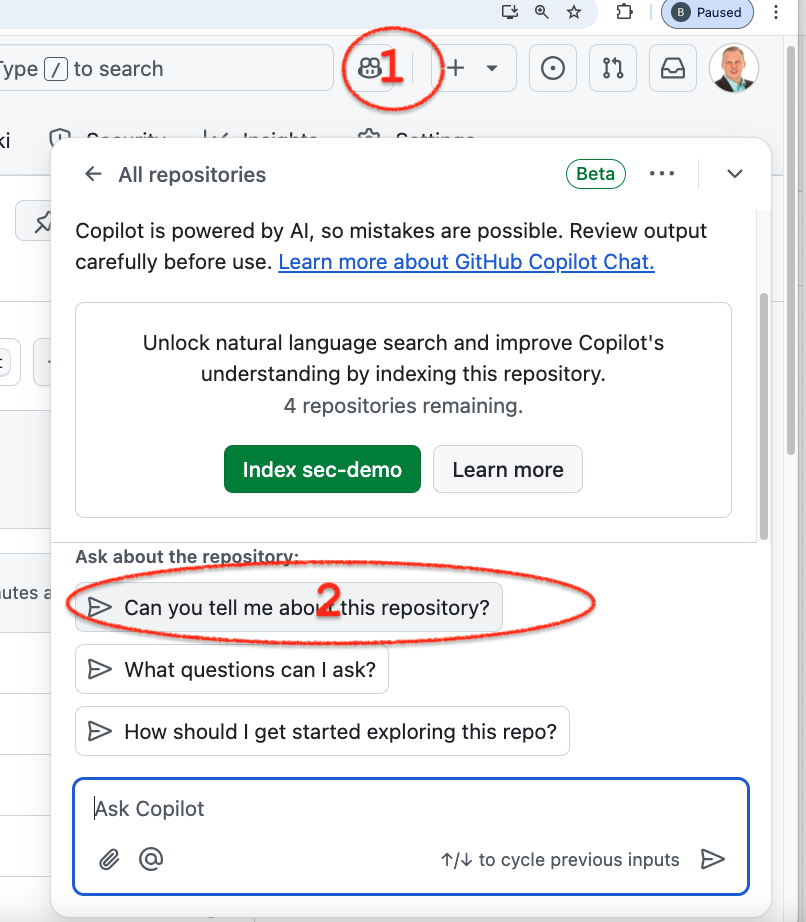 B Paused
Type / to search
1
ki Security Insights Settings
All repositories
Beta
Copilot is powered by AI, so mistakes are possible. Review output
carefully before use. Learn more about GitHub Copilot Chat.
Unlock natural language search and improve Copilot's
understanding by indexing this repository.
4 repositories remaining.
Index sec-demo
Learn more
Ask about the repository:
utes a
2
Can you tell me about this repository?
What questions can I ask?
How should I get started exploring this repo?
Ask Copilot
@
↑/↓ to cycle previous inputs